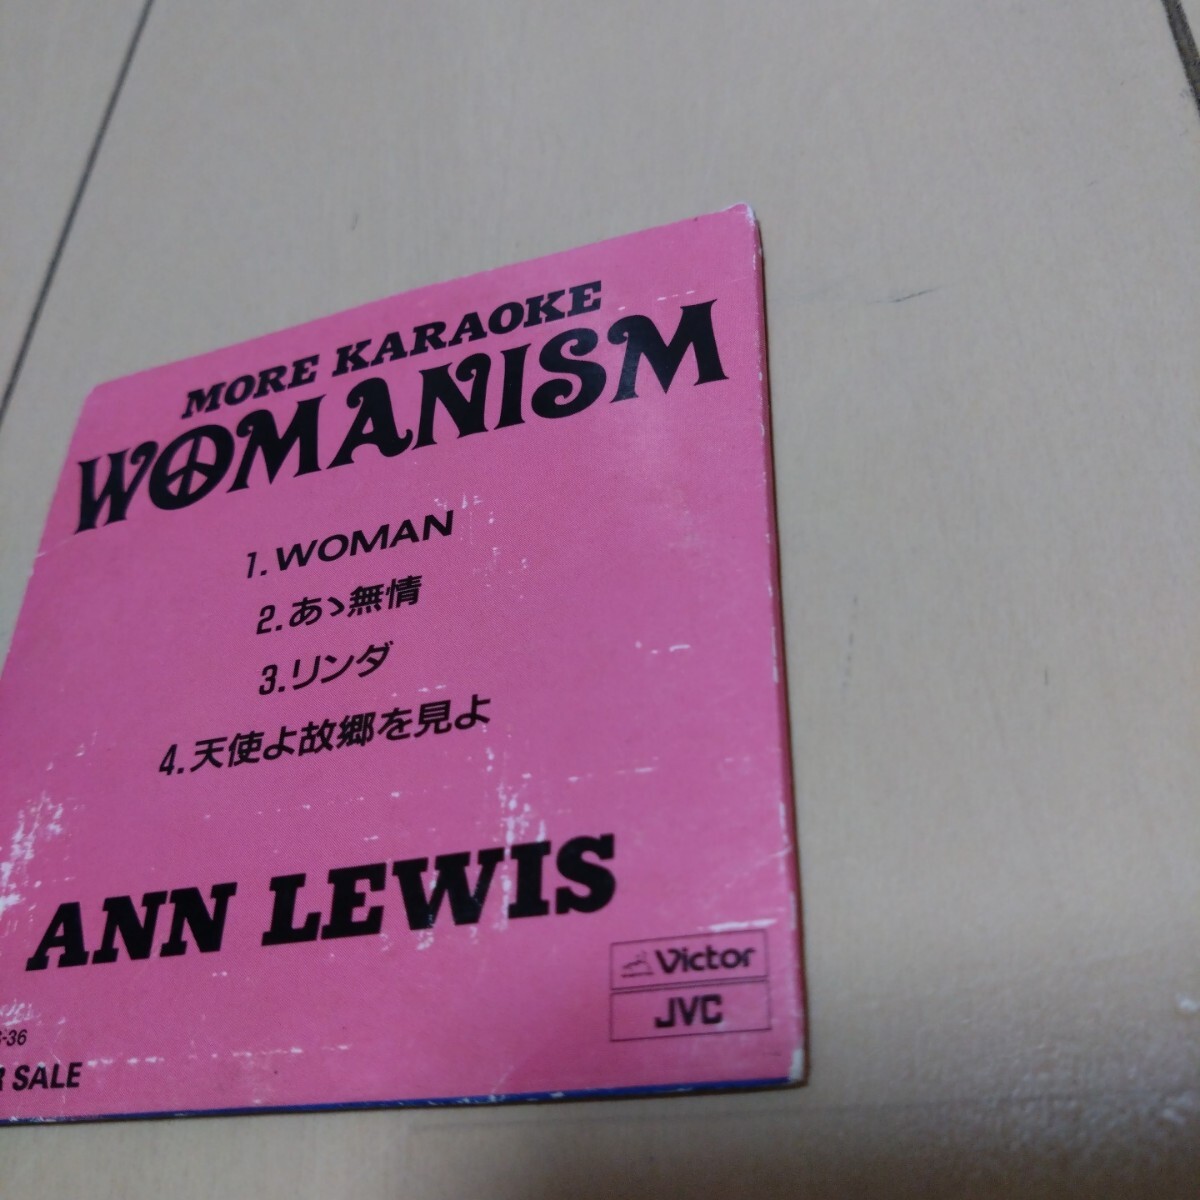 MORE KARAOKE
WOMANISM
1.WOMAN
2.あゝ無情
3.リンダ
4.天使よ故郷を見よ
ANN LEWIS
Victor
JVC
-36
SALE